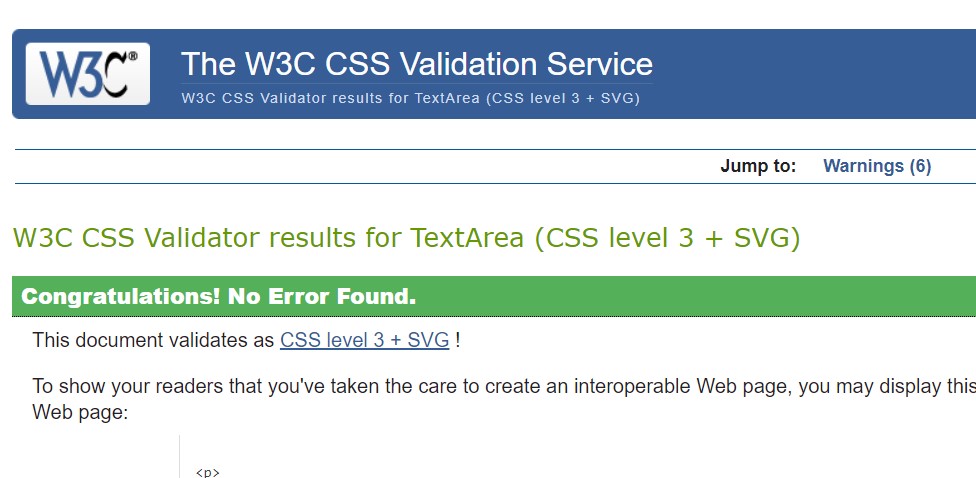 W3C®
The W3C CSS Validation Service
W3C CSS Validator results for TextArea (CSS level 3 + SVG)
Jump to: Warnings (6)
W3C CSS Validator results for TextArea (CSS level 3 + SVG)
Congratulations! No Error Found.
This document validates as CSS level 3 + SVG !
To show your readers that you've taken the care to create an interoperable Web page, you may display this
Web page:
<p>